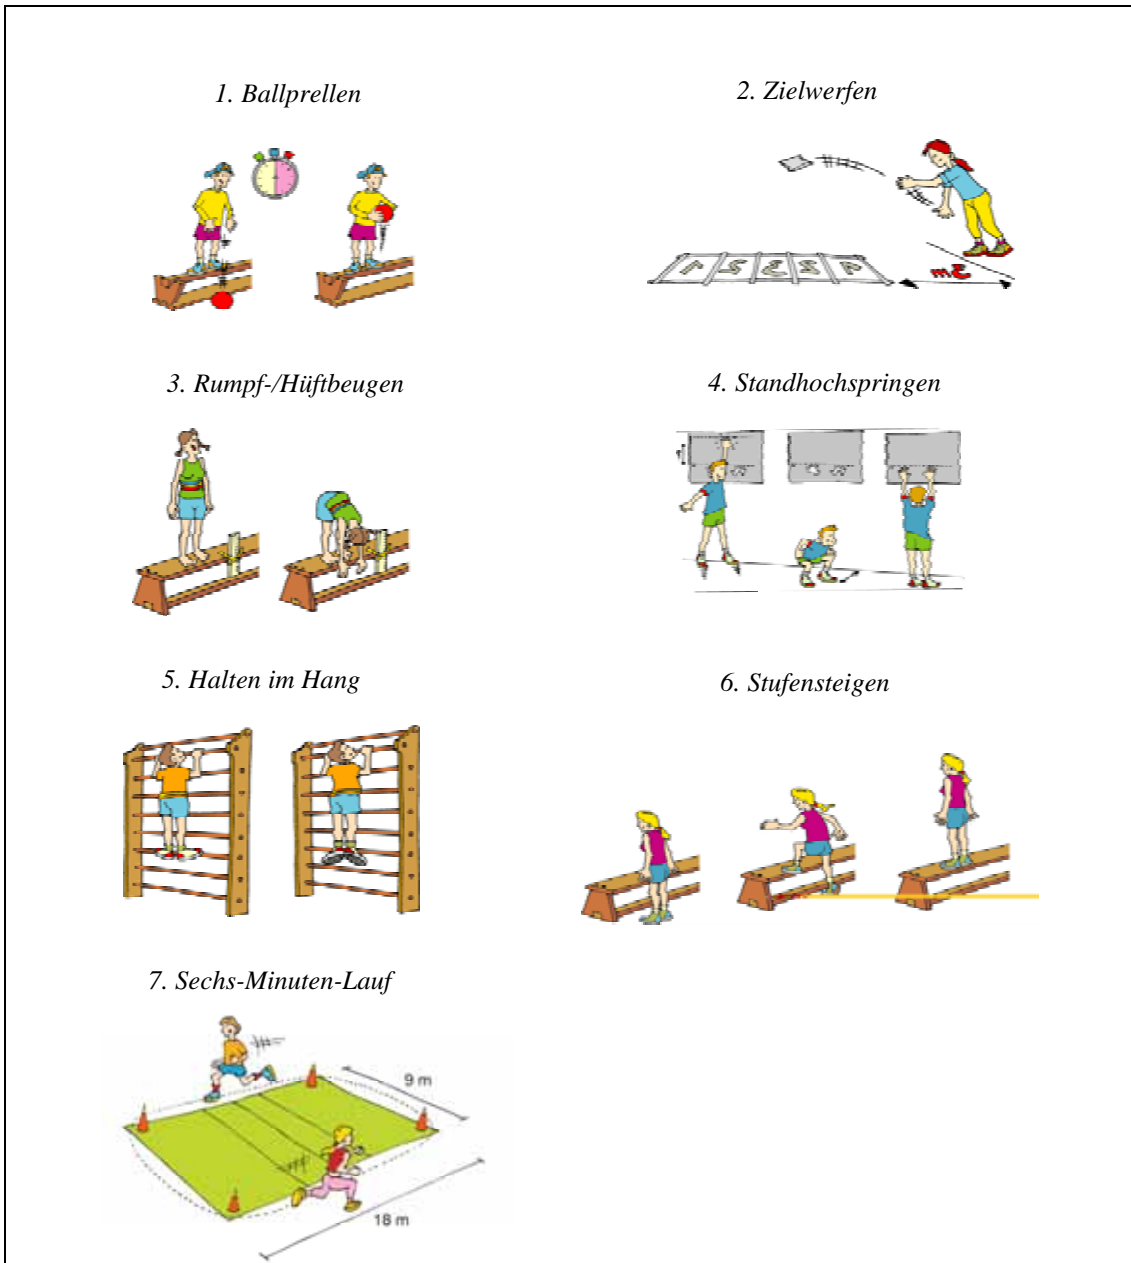 1. Ballprellen
2. Zielwerfen
3m
3. Rumpf-/Hüftbeugen
4. Standhochspringen
5. Halten im Hang
6. Stufensteigen
7. Sechs-Minuten-Lauf
9 m
18 m